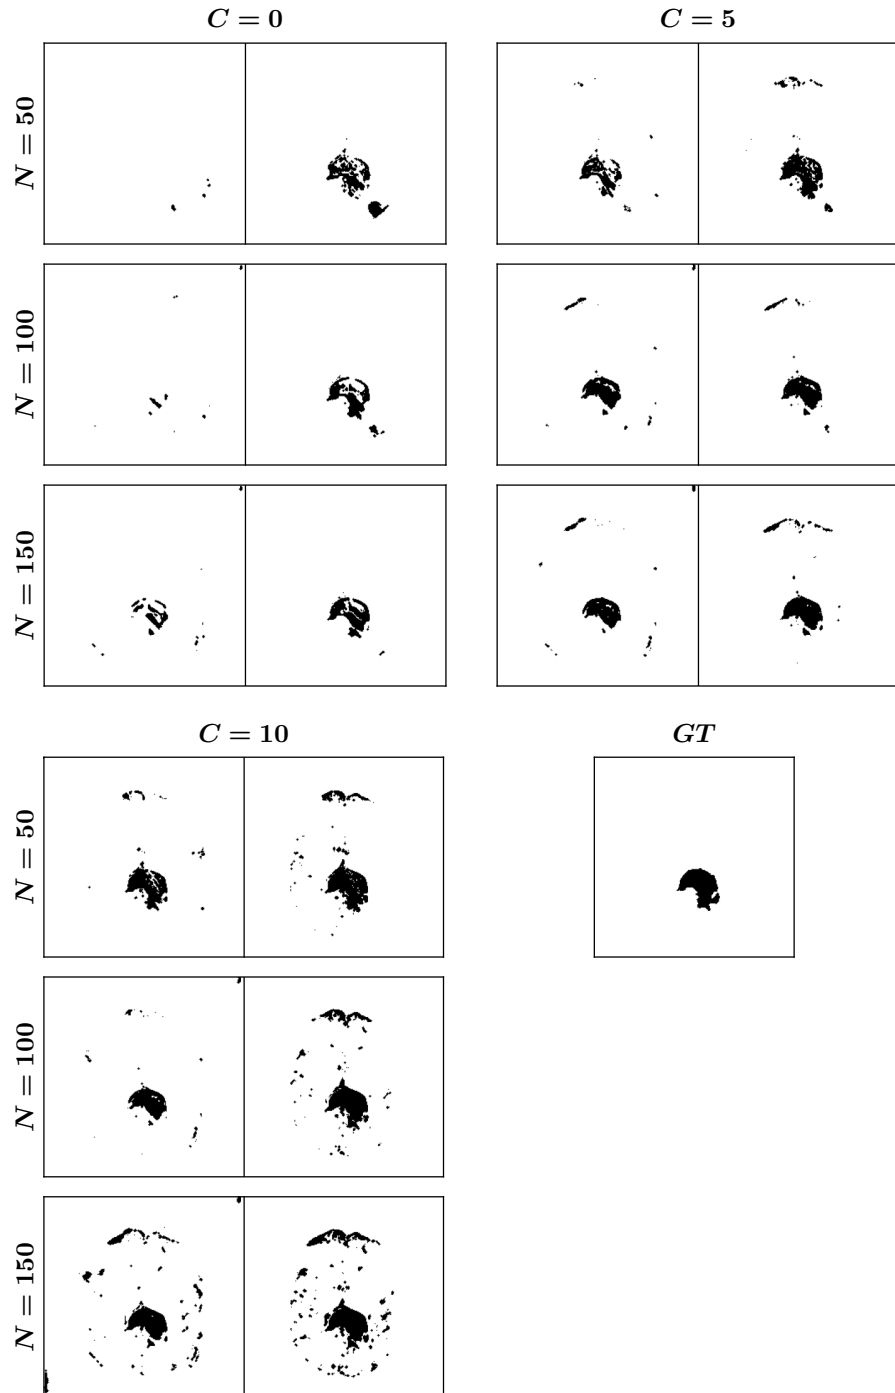 C = 0
C = 5
N = 50
N = 100
N = 150
C = 10
GT
N = 50
N = 100
N = 150